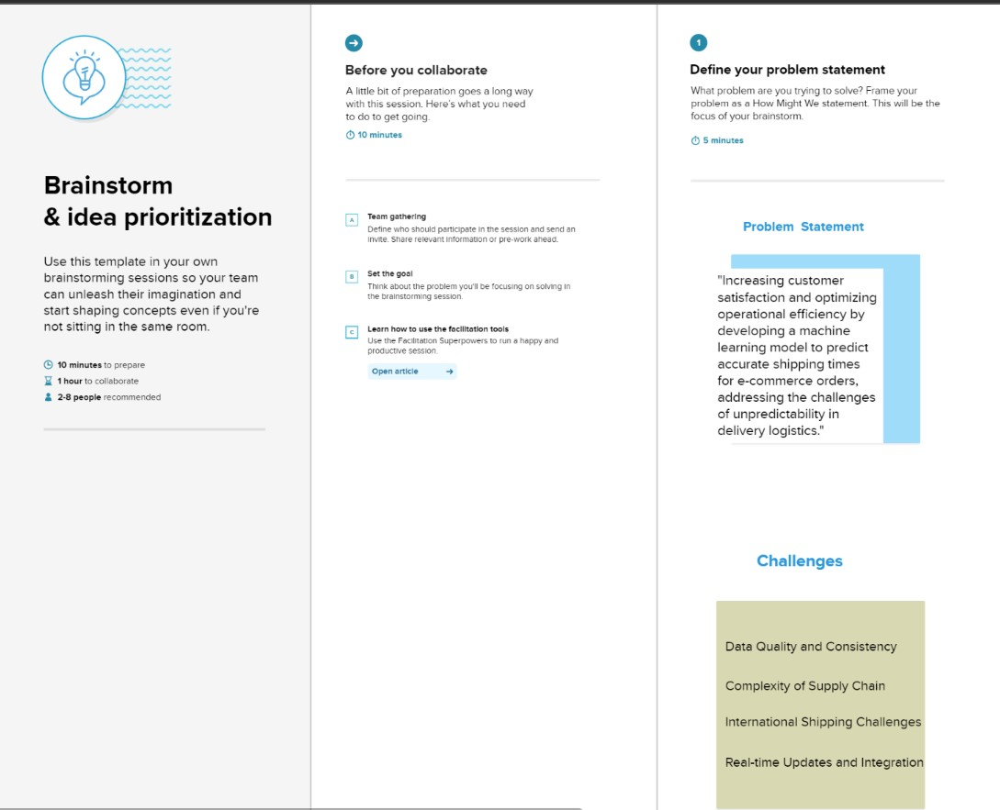 Brainstorm
& idea prioritization
Use this template in your own
brainstorming sessions so your team
can unleash their imagination and
start shaping concepts even if you're
not sitting in the same room.
10 minutes to prepare
1 hour to collaborate
2-8 people recommended
Before you collaborate
A little bit of preparation goes a long way
with this session. Here's what you need
to do to get going.
10 minutes
A
Team gathering
Define who should participate in the session and send an
invite. Share relevant information or pre-work ahead.
B
Set the goal
Think about the problem you'll be focusing on solving in
the brainstorming session.
C
Learn how to use the facilitation tools
Use the Facilitation Superpowers to run a happy and
productive session.
Open article
1
Define your problem statement
What problem are you trying to solve? Frame your
problem as a How Might We statement. This will be the
focus of your brainstorm.
5 minutes
Problem Statement
"Increasing customer
satisfaction and optimizing
operational efficiency by
developing a machine
learning model to predict
accurate shipping times
for e-commerce orders,
addressing the challenges
of unpredictability in
delivery logistics."
Challenges
Data Quality and Consistency
Complexity of Supply Chain
International Shipping Challenges
Real-time Updates and Integration